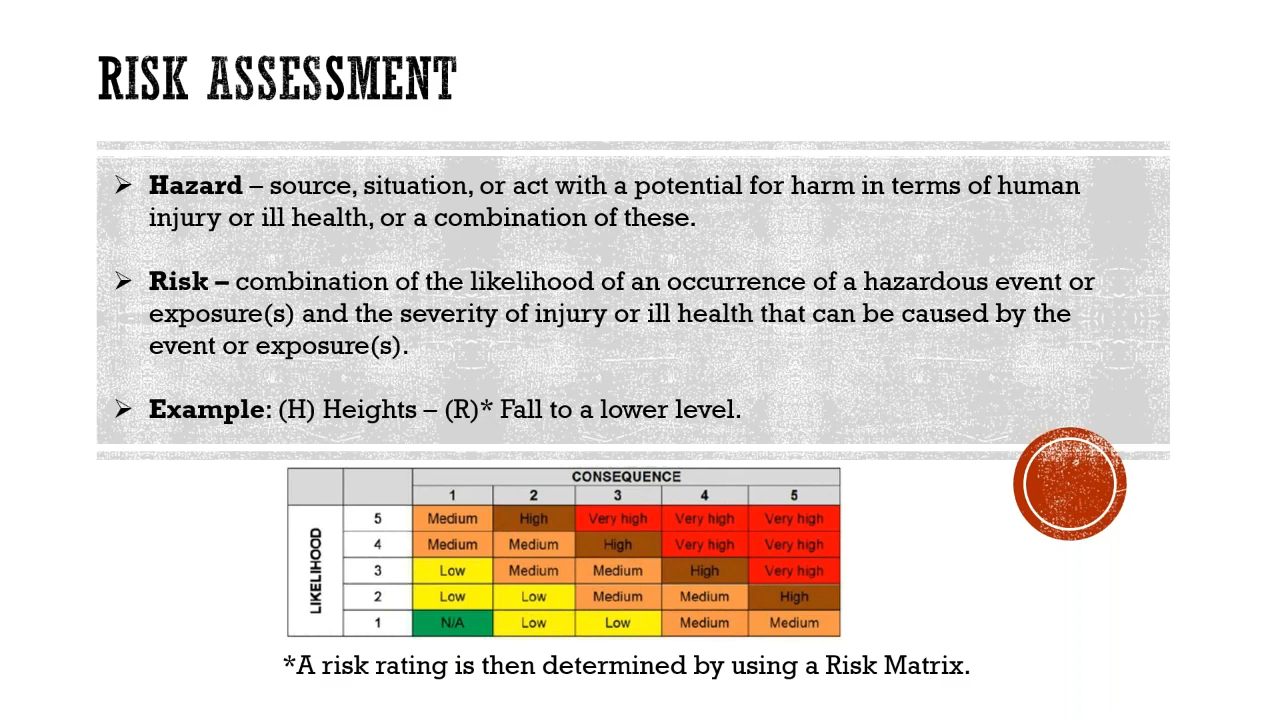 RISK ASSESSMENT
➢ Hazard – source, situation, or act with a potential for harm in terms of human
injury or ill health, or a combination of these.
➢ Risk – combination of the likelihood of an occurrence of a hazardous event or
exposure(s) and the severity of injury or ill health that can be caused by the
event or exposure(s).
➢ Example: (H) Heights – (R)* Fall to a lower level.
CONSEQUENCE
1 2 3 4 5
LIKELIHOOD
5 Medium High Very high Very high Very high
4 Medium Medium High Very high Very high
3 Low Medium Medium High Very high
2 Low Low Medium Medium High
1 N/A Low Low Medium Medium
*A risk rating is then determined by using a Risk Matrix.